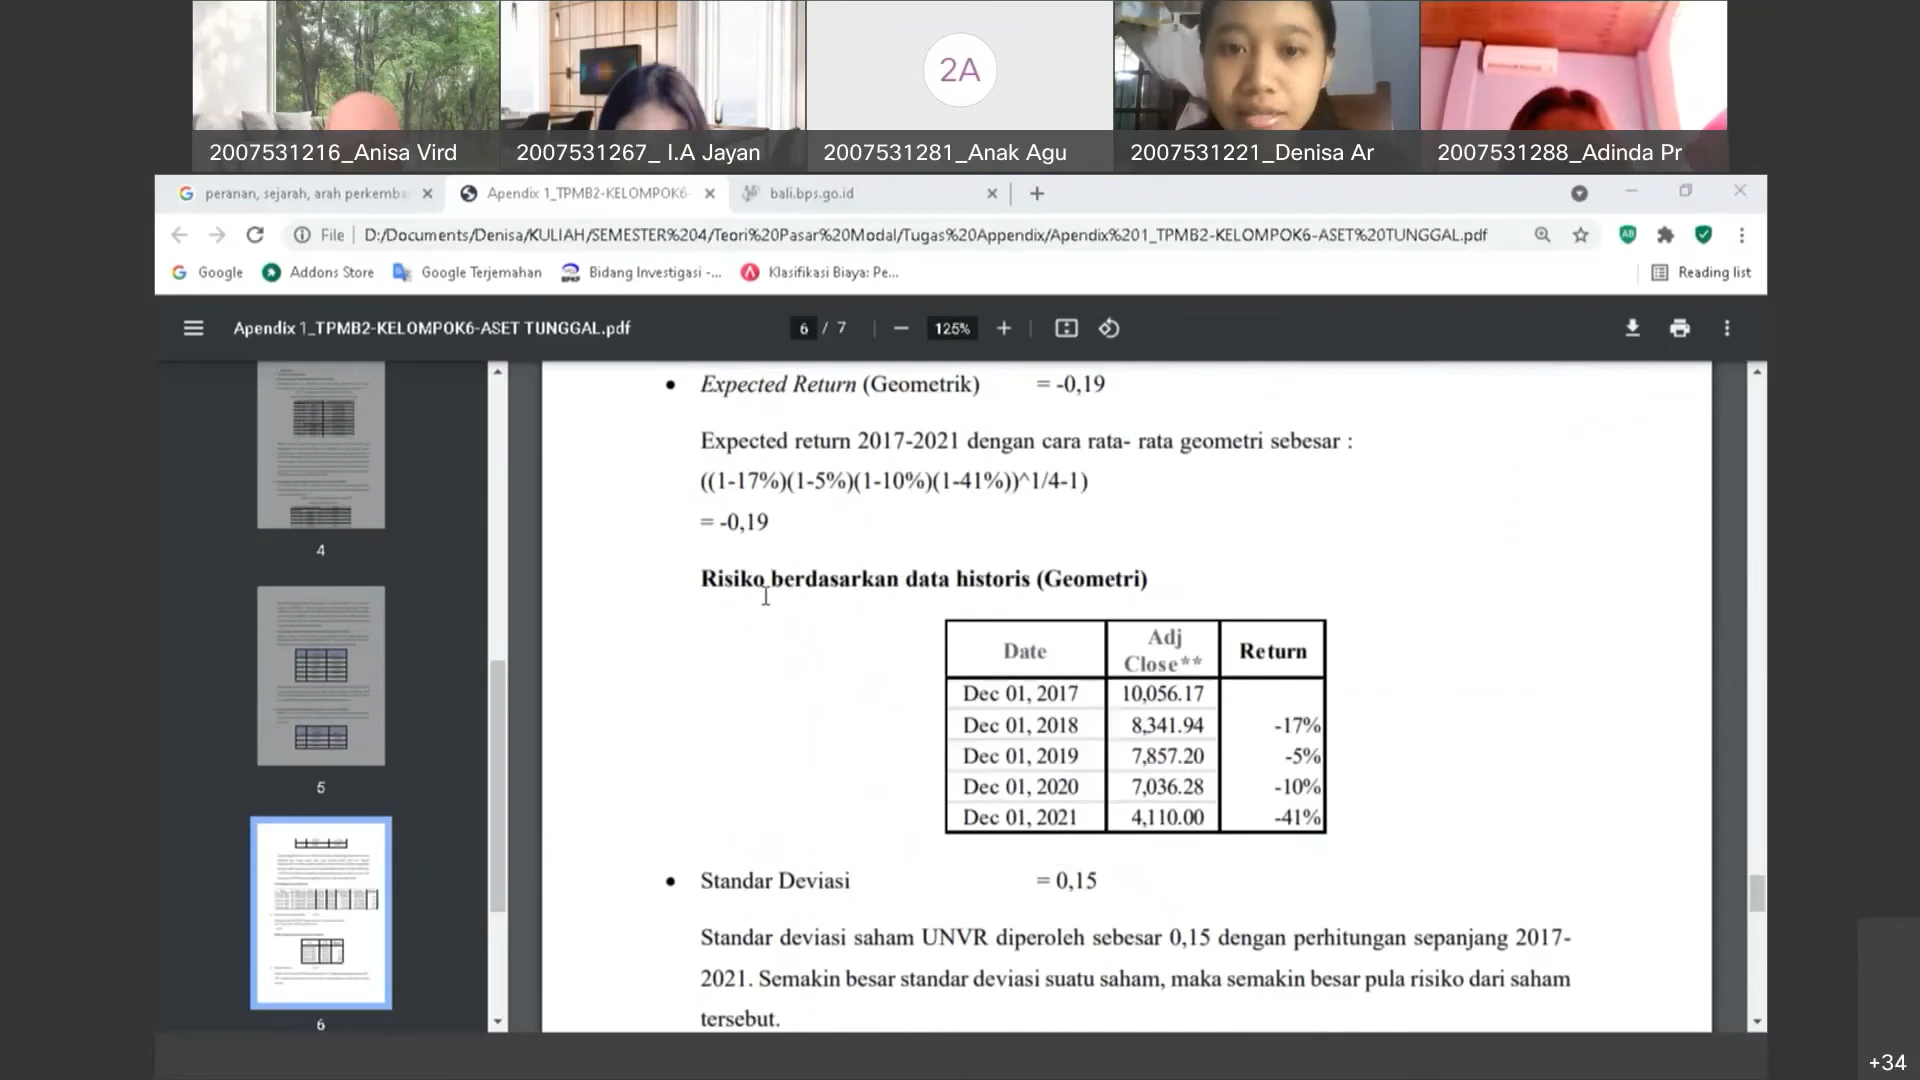 2A
2007531216_Anisa Vird
2007531267_ I.A Jayan
2007531281_Anak Agu
2007531221_Denisa Ar
2007531288_Adinda Pr
peranan, sejarah, arah perkemba
Apendix 1_TPMB2-KELOMPOK6-
bali.bps.go.id
File | D:/Documents/Denisa/KULIAH/SEMESTER%204/Teori%20Pasar%20Modal/Tugas%20Appendix/Apendix%201_TPMB2-KELOMPOK6-ASET%20TUNGGAL.pdf
Google
Addons Store
Google Terjemahan
Bidang Investigasi -...
Klasifikasi Biaya: Pe...
Reading list
Apendix 1_TPMB2-KELOMPOK6-ASET TUNGGAL.pdf
6 / 7
125%
4
5
6
• Expected Return (Geometrik) = -0,19
Expected return 2017-2021 dengan cara rata- rata geometri sebesar :
((1-17%)(1-5%)(1-10%)(1-41%))^1/4-1)
= -0,19
Risiko berdasarkan data historis (Geometri)
Date Adj Close** Return
Dec 01, 2017 10,056.17
Dec 01, 2018 8,341.94 -17%
Dec 01, 2019 7,857.20 -5%
Dec 01, 2020 7,036.28 -10%
Dec 01, 2021 4,110.00 -41%
• Standar Deviasi = 0,15
Standar deviasi saham UNVR diperoleh sebesar 0,15 dengan perhitungan sepanjang 2017-
2021. Semakin besar standar deviasi suatu saham, maka semakin besar pula risiko dari saham
tersebut.
+34